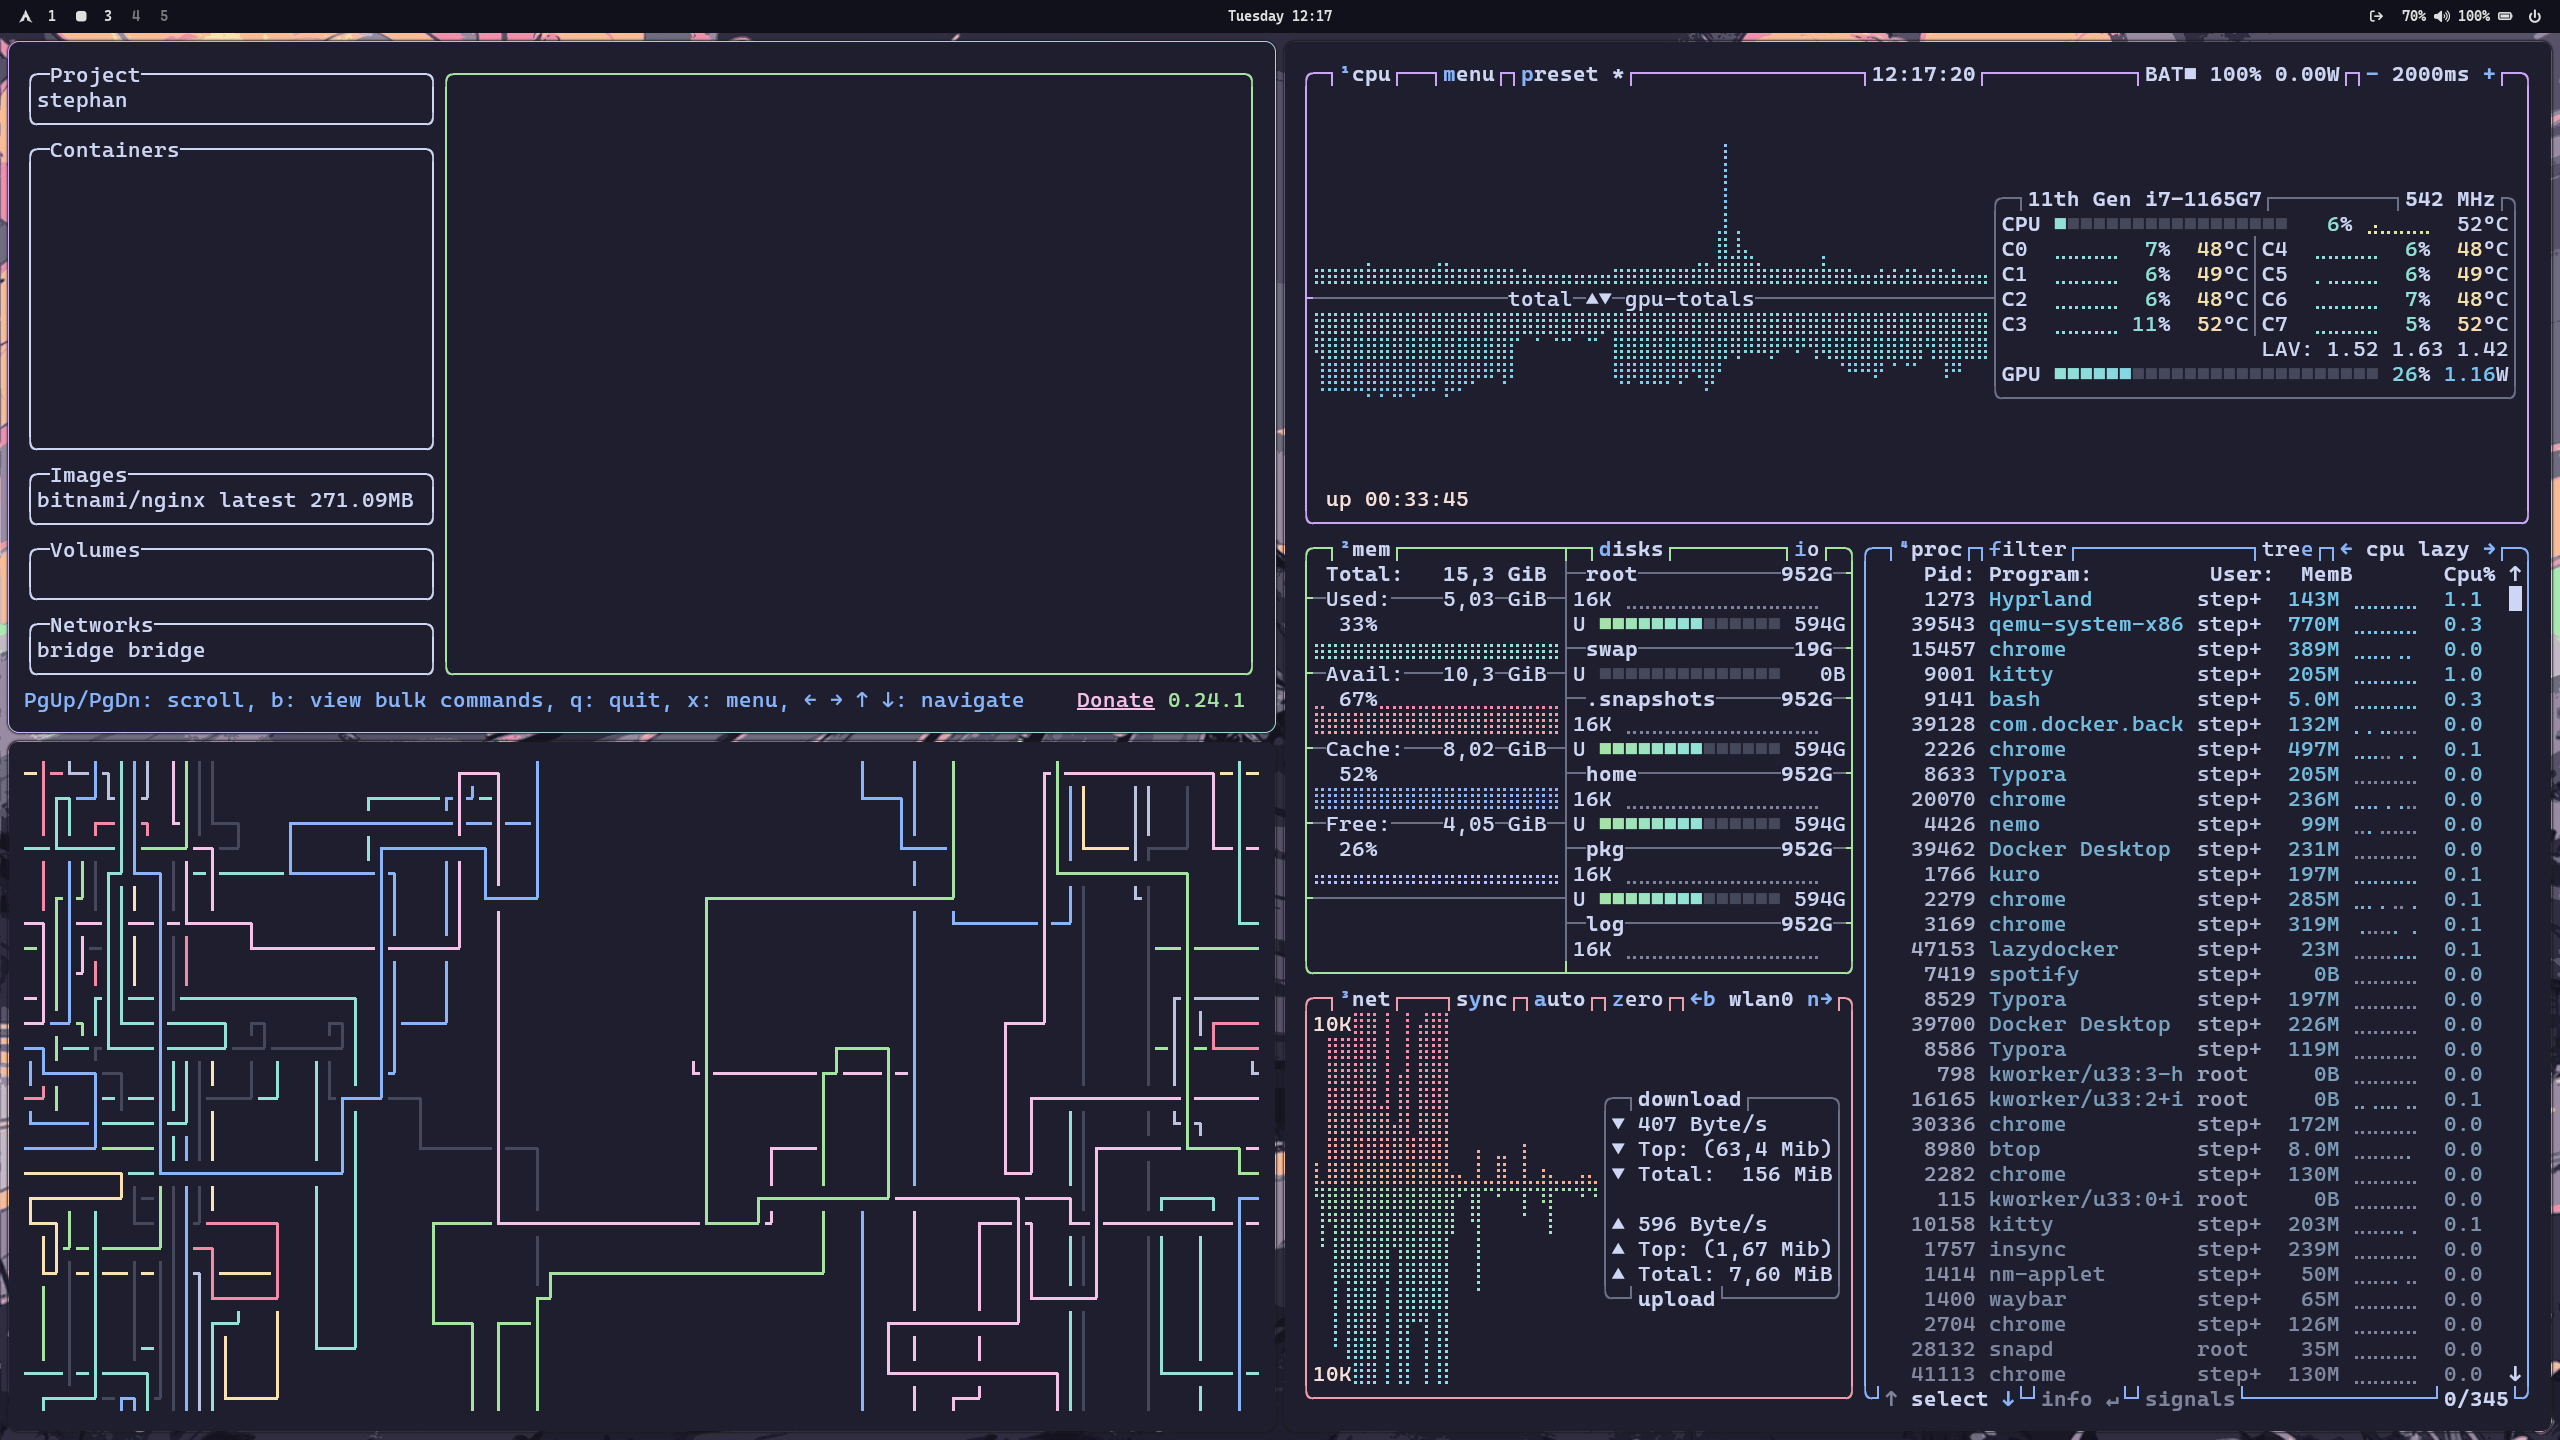 1 3 4 5
Tuesday 12:17
70% 100%
Project
stephan
Containers
Images
bitnami/nginx latest 271.09MB
Volumes
Networks
bridge bridge
PgUp/PgDn: scroll, b: view bulk commands, q: quit, x: menu, ← → ↑ ↓: navigate Donate 0.24.1
¹cpu menu preset * 12:17:20 BAT■ 100% 0.00W - 2000ms +
11th Gen i7-1165G7 542 MHz
CPU 6% 52°C
C0 7% 48°C C4 6% 48°C
C1 6% 49°C C5 6% 49°C
C2 6% 48°C C6 7% 48°C
C3 11% 52°C C7 5% 52°C
LAV: 1.52 1.63 1.42
GPU 26% 1.16W
total ▲▼ gpu-totals
up 00:33:45
²mem disks io
Total: 15,3 GiB
Used: 5,03 GiB
33%
Avail: 10,3 GiB
67%
Cache: 8,02 GiB
52%
Free: 4,05 GiB
26%
root 952G
16K
U 594G
swap 19G
U 0B
.snapshots 952G
16K
U 594G
home 952G
16K
U 594G
pkg 952G
16K
U 594G
log 952G
16K
³net sync auto zero ←b wlan0 n→
10K
download
▼ 407 Byte/s
▼ Top: (63,4 Mib)
▼ Total: 156 MiB
▲ 596 Byte/s
▲ Top: (1,67 Mib)
▲ Total: 7,60 MiB
upload
10K
⁴proc filter tree ← cpu lazy →
Pid: Program: User: MemB Cpu% ↑
1273 Hyprland step+ 143M 1.1
39543 qemu-system-x86 step+ 770M 0.3
15457 chrome step+ 389M 0.0
9001 kitty step+ 205M 1.0
9141 bash step+ 5.0M 0.3
39128 com.docker.back step+ 132M 0.0
2226 chrome step+ 497M 0.1
8633 Typora step+ 205M 0.0
20070 chrome step+ 236M 0.0
4426 nemo step+ 99M 0.0
39462 Docker Desktop step+ 231M 0.0
1766 kuro step+ 197M 0.1
2279 chrome step+ 285M 0.1
3169 chrome step+ 319M 0.1
47153 lazydocker step+ 23M 0.1
7419 spotify step+ 0B 0.0
8529 Typora step+ 197M 0.0
39700 Docker Desktop step+ 226M 0.0
8586 Typora step+ 119M 0.0
798 kworker/u33:3-h root 0B 0.0
16165 kworker/u33:2+i root 0B 0.1
30336 chrome step+ 172M 0.0
8980 btop step+ 8.0M 0.0
2282 chrome step+ 130M 0.0
115 kworker/u33:0+i root 0B 0.0
10158 kitty step+ 203M 0.1
1757 insync step+ 239M 0.0
1414 nm-applet step+ 50M 0.0
1400 waybar step+ 65M 0.0
2704 chrome step+ 126M 0.0
28132 snapd root 35M 0.0
41113 chrome step+ 130M 0.0 ↓
↑ select ↓ info ↵ signals 0/345